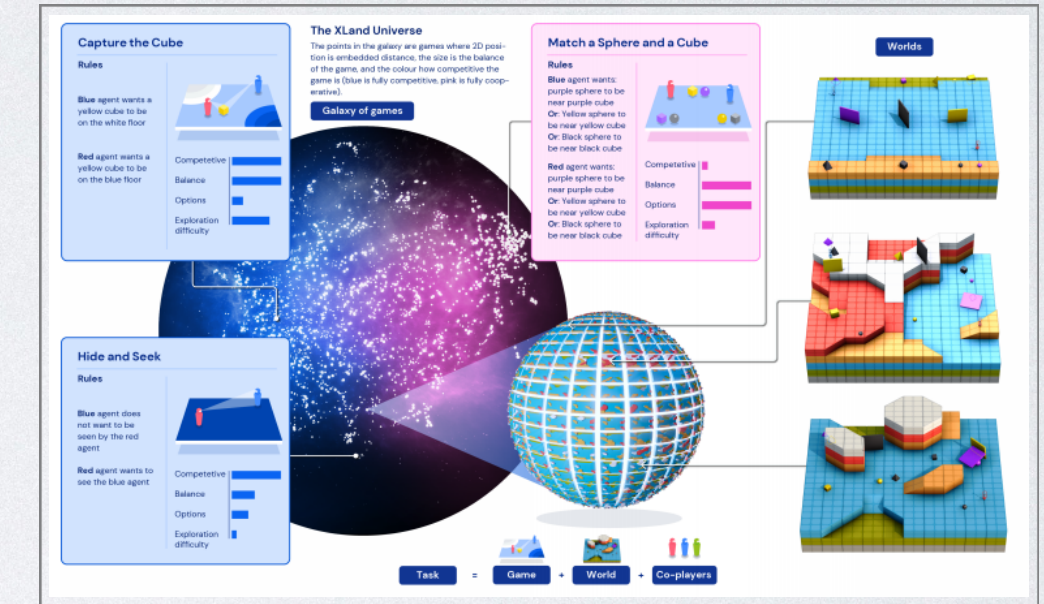 Capture the Cube
Rules
Blue agent wants a
yellow cube to be
on the white floor
Red agent wants a
yellow cube to be
on the blue floor
Competetive
Balance
Options
Exploration
difficulty
The XLand Universe
The points in the galaxy are games where 2D posi-
tion is embedded distance, the size is the balance
of the game, and the colour how competitive the
game is (blue is fully competitive, pink is fully coop-
erative).
Galaxy of games
Match a Sphere and a Cube
Rules
Blue agent wants:
purple sphere to be
near purple cube
Or: Yellow sphere to
be near yellow cube
Or: Black sphere to
be near black cube
Red agent wants:
purple sphere to be
near purple cube
Or: Yellow sphere to
be near yellow cube
Or: Black sphere to
be near black cube
Competetive
Balance
Options
Exploration
difficulty
Worlds
Hide and Seek
Rules
Blue agent does
not want to be
seen by the red
agent
Red agent wants to
see the blue agent
Competetive
Balance
Options
Exploration
difficulty
Task = Game + World + Co-players